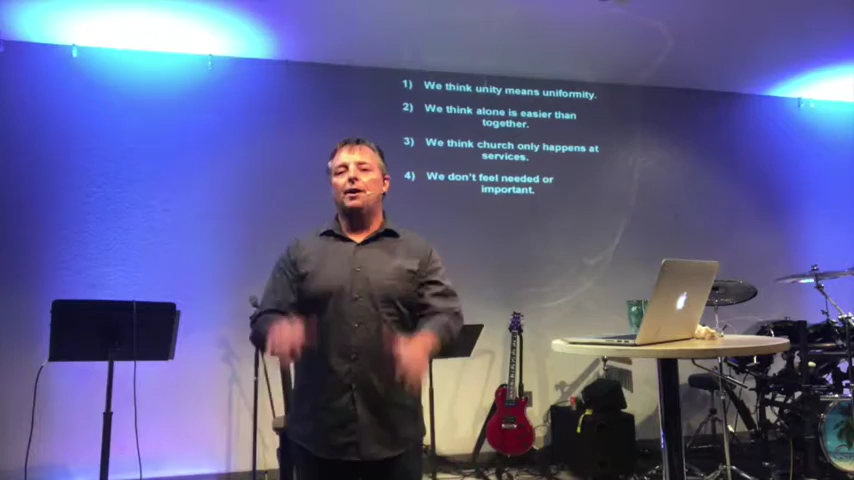 1) We think unity means uniformity.
2) We think alone is easier than
together.
3) We think church only happens at
services.
4) We don't feel needed or
important.